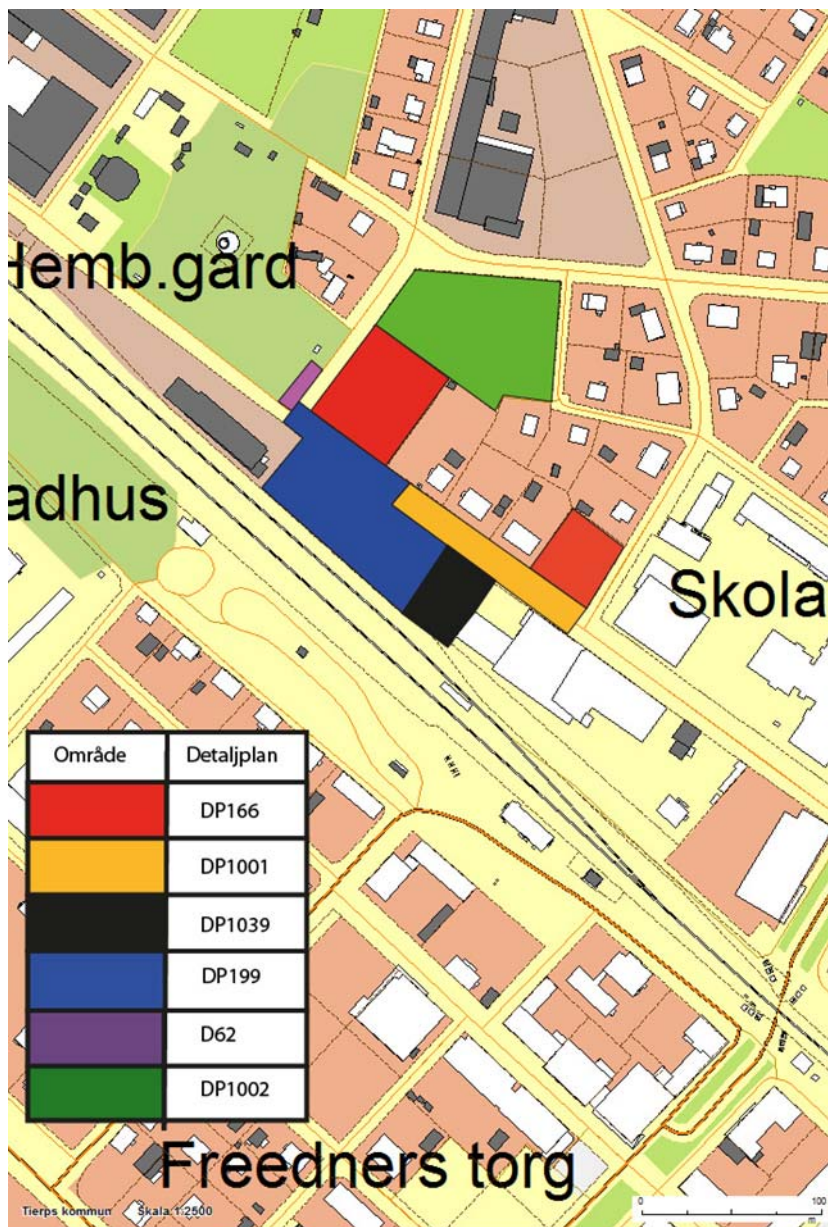 Hemb.gard
adhus
Skola
Område Detaljplan
DP166
DP1001
DP1039
DP199
D62
DP1002
Freedners torg
0 100
m
Tierps kommun Skala 1:2500